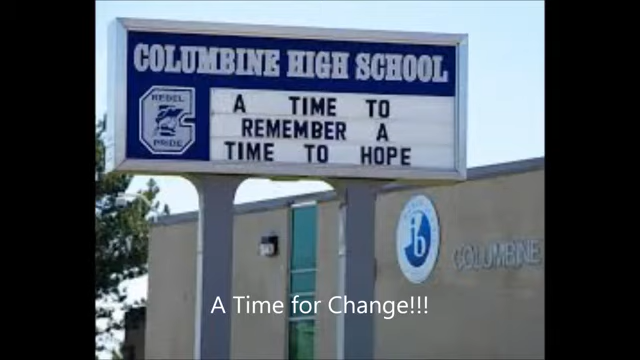 COLUMBINE HIGH SCHOOL
REBEL
PRIDE
A TIME TO
REMEMBER A
TIME TO HOPE
ib
COLUMBINE
A Time for Change!!!